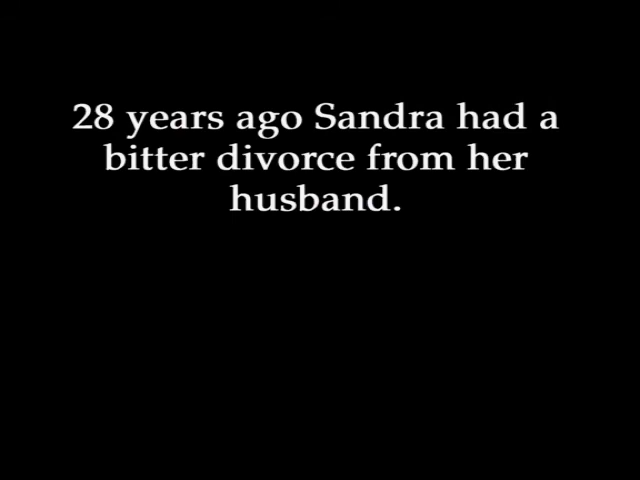 28 years ago Sandra had a
bitter divorce from her
husband.